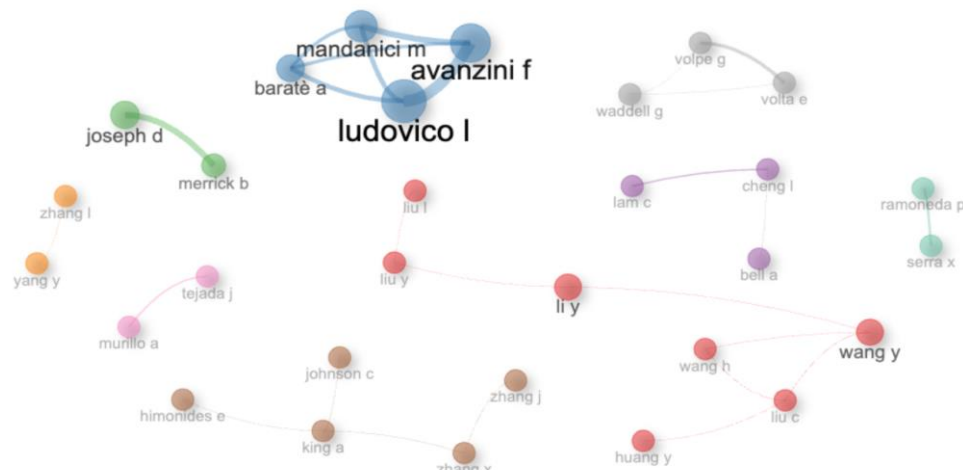 mandanici m
avanzini f
baratè a
ludovico l
volpe g
waddell g
volta e
joseph d
merrick b
zhang l
yang y
liu l
liu y
li y
lam c
cheng l
bell a
ramoneda p
serra x
tejada j
murillo a
wang y
wang h
liu c
huang y
johnson c
himonides e
king a
zhang j
zhang x